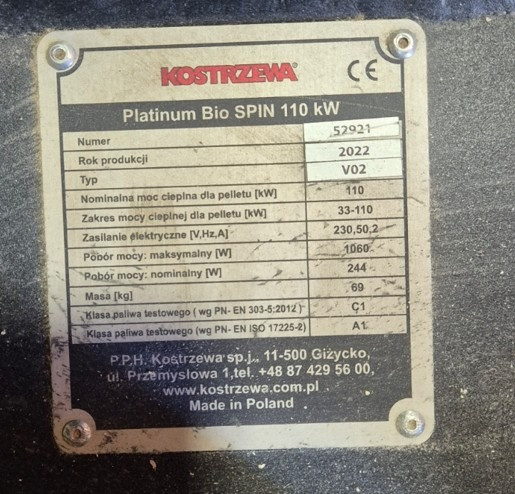 KOSTRZEWA® CE
Platinum Bio SPIN 110 kW
Numer 52921
Rok produkcji 2022
Typ V02
Nominalna moc cieplna dla pelletu [kW] 110
Zakres mocy cieplnej dla pelletu [kW] 33-110
Zasilanie elektryczne [V,Hz,A] 230,50,2
Pobór mocy: maksymalny [W] 1060
Pobór mocy: nominalny [W] 244
Masa [kg] 69
Klasa paliwa testowego ( wg PN- EN 303-5:2012 ) C1
Klasa paliwa testowego (wg PN- EN ISO 17225-2) A1
P.P.H. Kostrzewa sp.j., 11-500 Giżycko,
ul. Przemysłowa 1,tel. +48 87 429 56 00,
www.kostrzewa.com.pl
Made in Poland